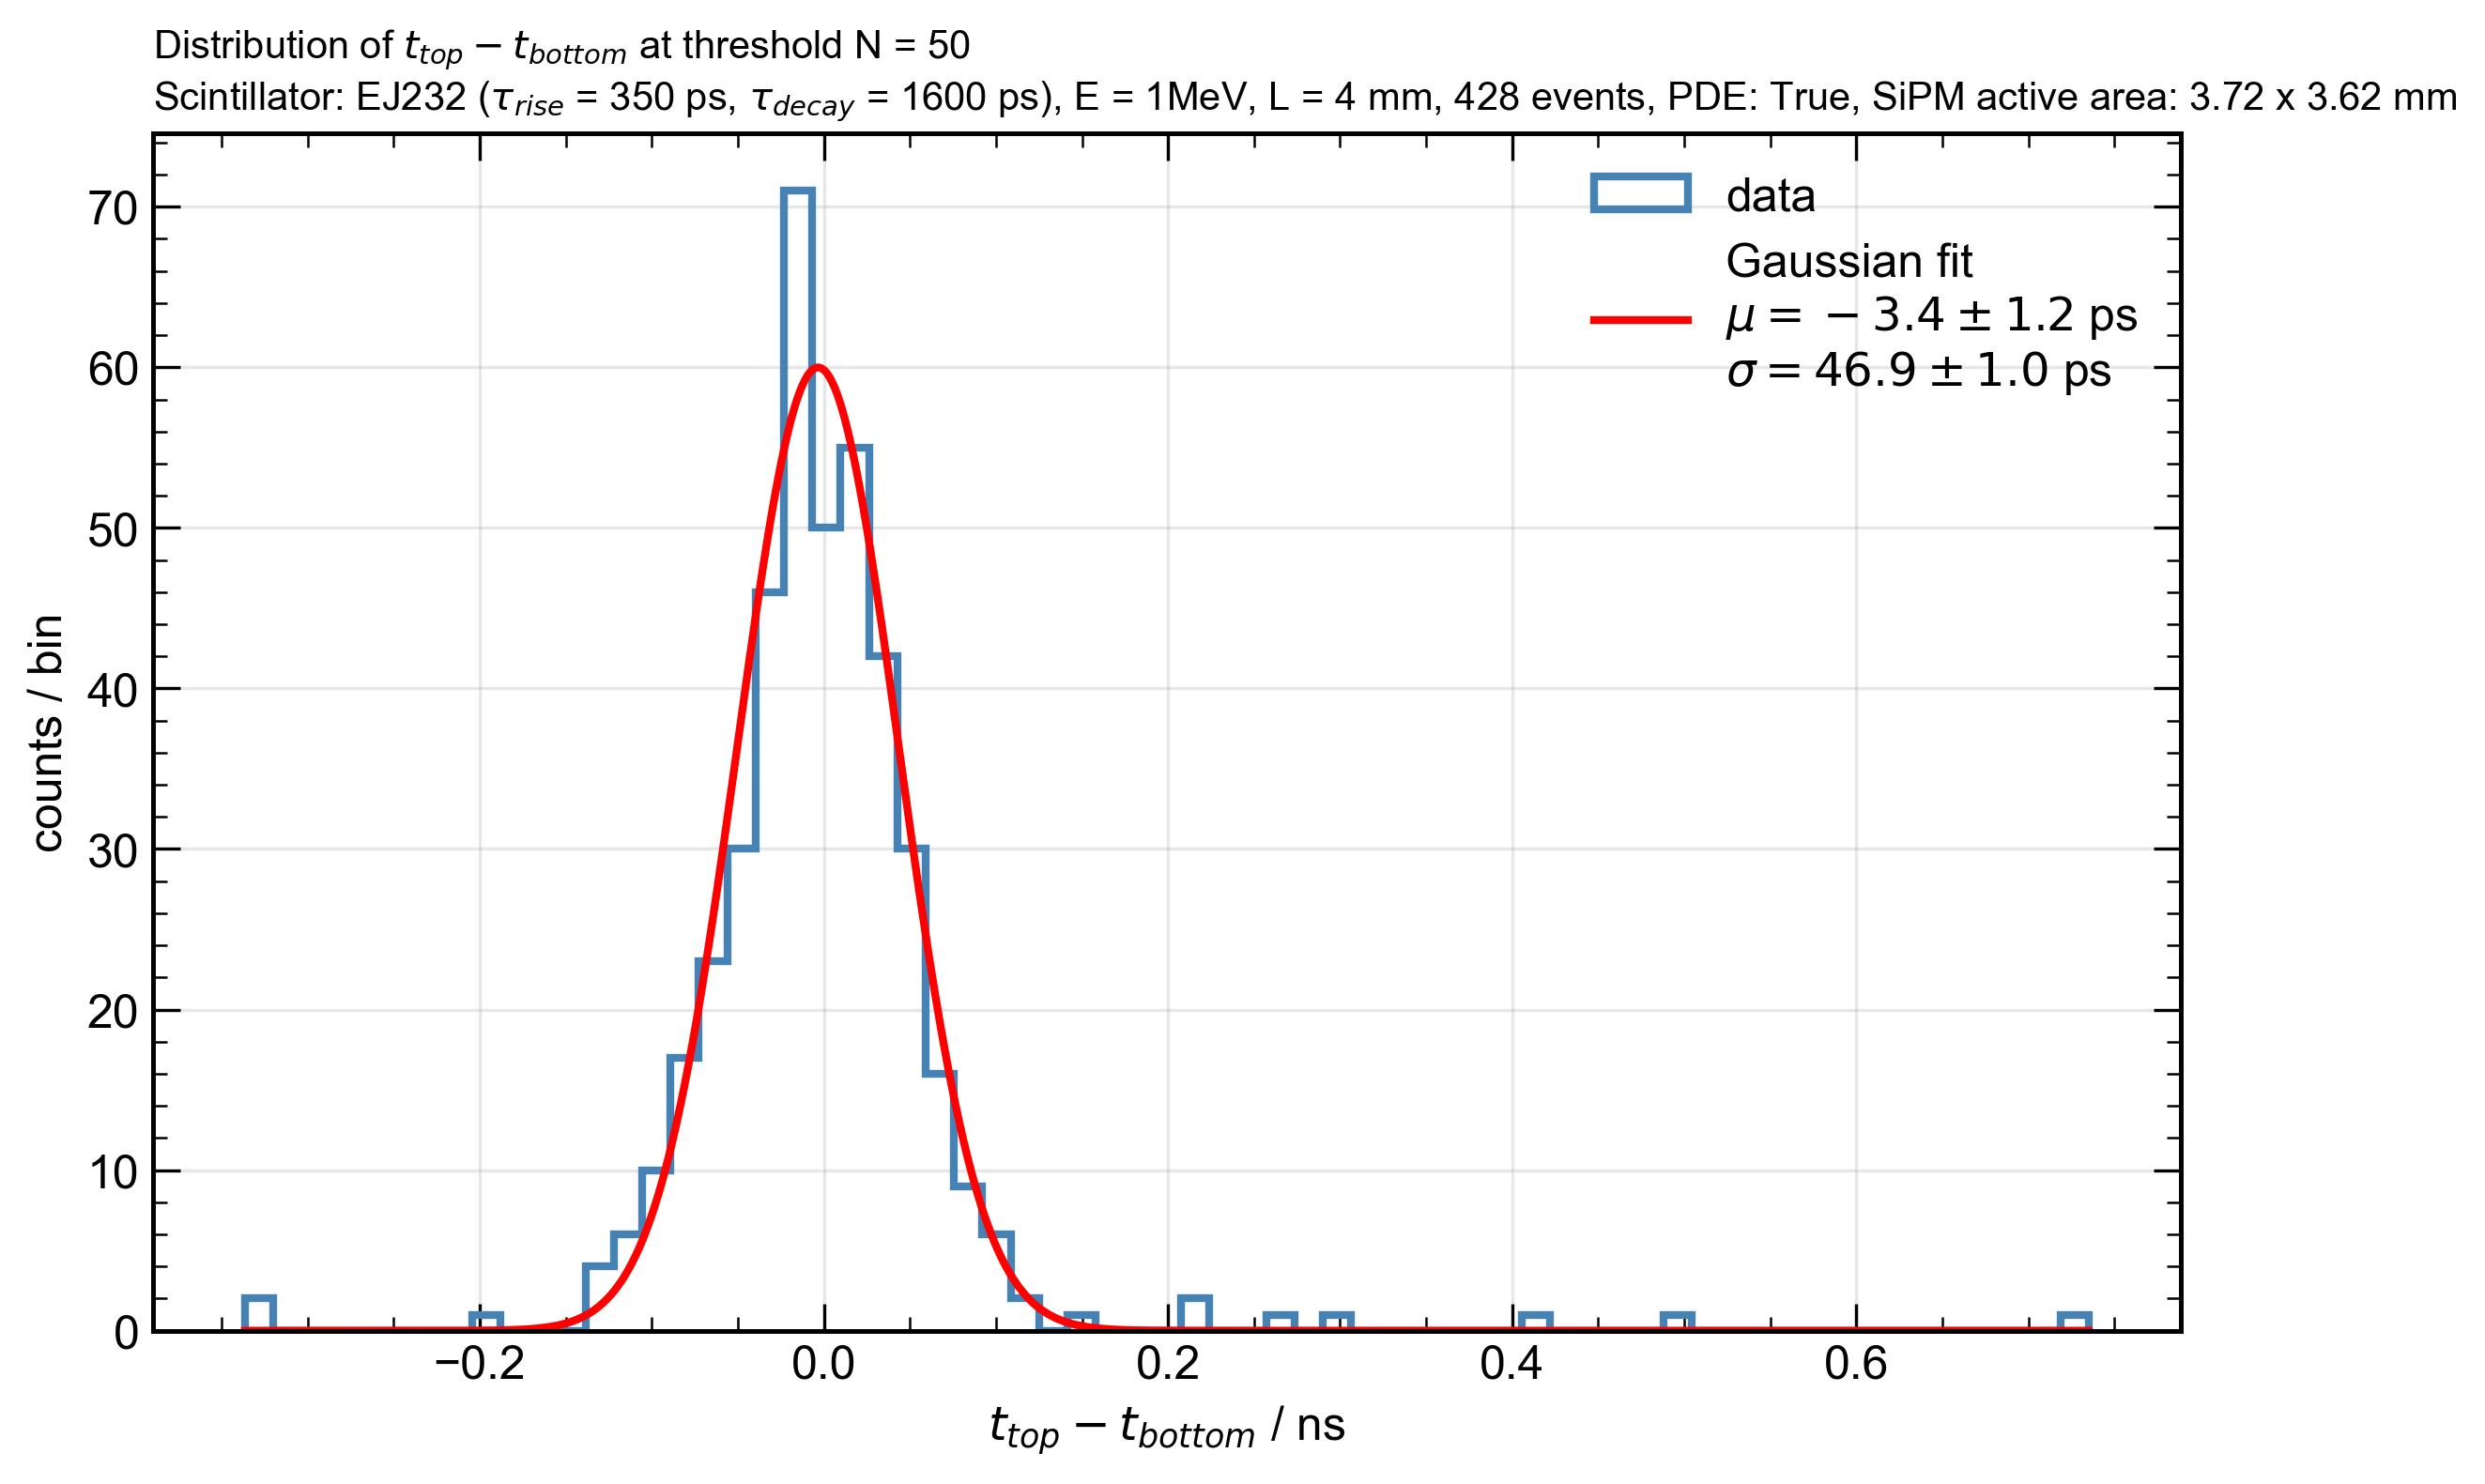 Distribution of t_top − t_bottom at threshold N = 50
Scintillator: EJ232 (τ_rise = 350 ps, τ_decay = 1600 ps), E = 1MeV, L = 4 mm, 428 events, PDE: True, SiPM active area: 3.72 x 3.62 mm
data
Gaussian fit
μ = − 3.4 ± 1.2 ps
σ = 46.9 ± 1.0 ps
counts / bin
70
60
50
40
30
20
10
0
−0.2 0.0 0.2 0.4 0.6
t_top − t_bottom / ns